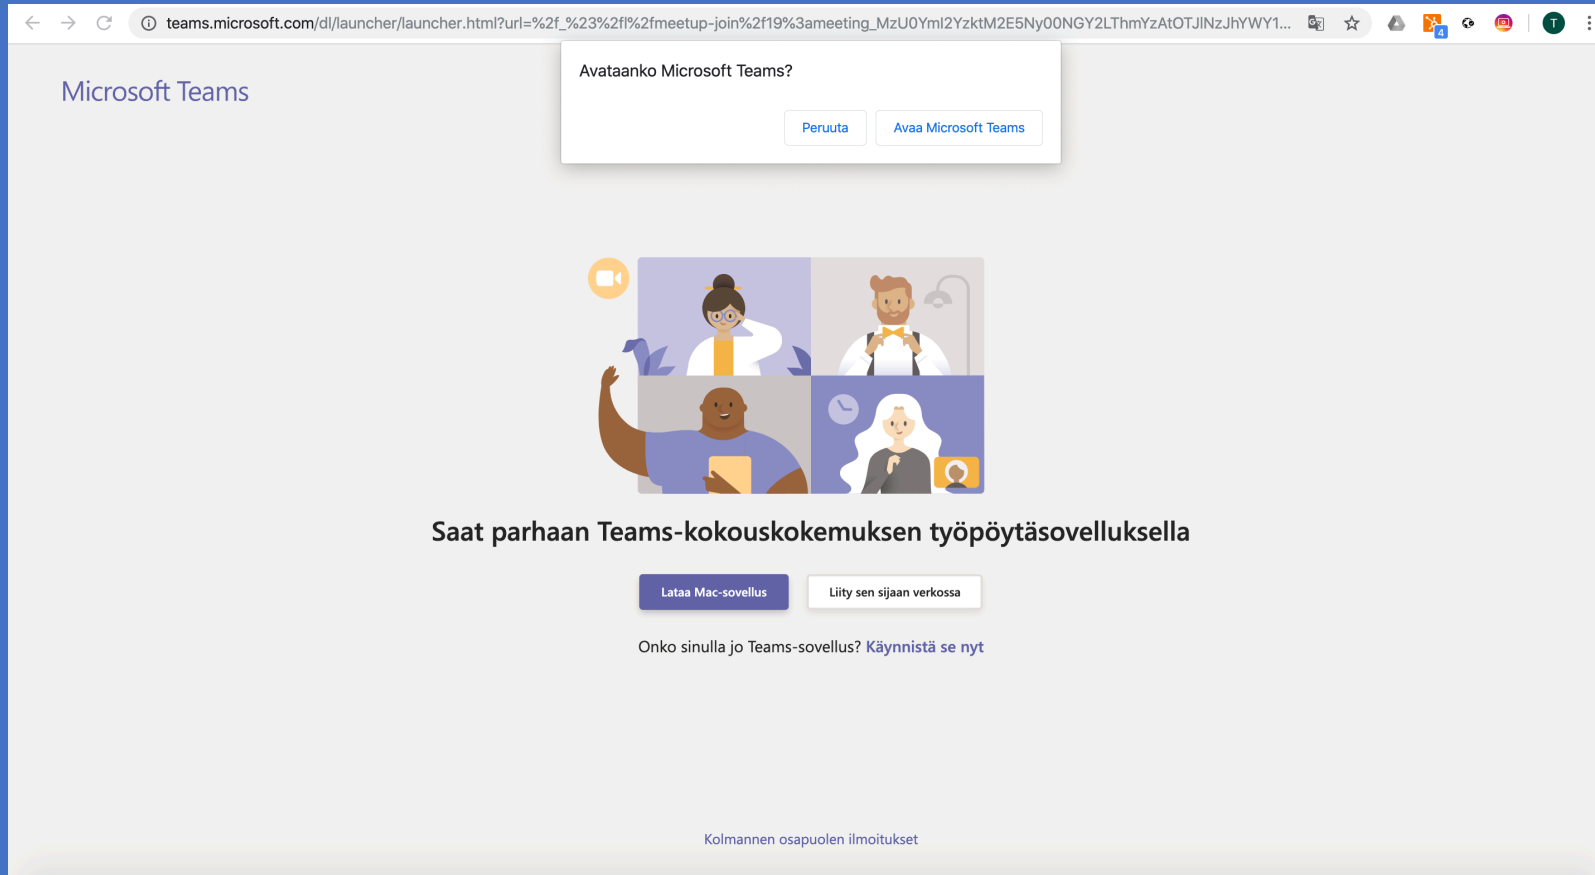 teams.microsoft.com/dl/launcher/launcher.html?url=%2f_%23%2fl%2fmeetup-join%2f19%3ameeting_MzU0YmI2YzktM2E5Ny00NGY2LThmYzAtOTJlNzJhYWY1...
4
T
Avataanko Microsoft Teams?
Peruuta
Avaa Microsoft Teams
Microsoft Teams
Saat parhaan Teams-kokouskokemuksen työpöytäsovelluksella
Lataa Mac-sovellus
Liity sen sijaan verkossa
Onko sinulla jo Teams-sovellus? Käynnistä se nyt
Kolmannen osapuolen ilmoitukset